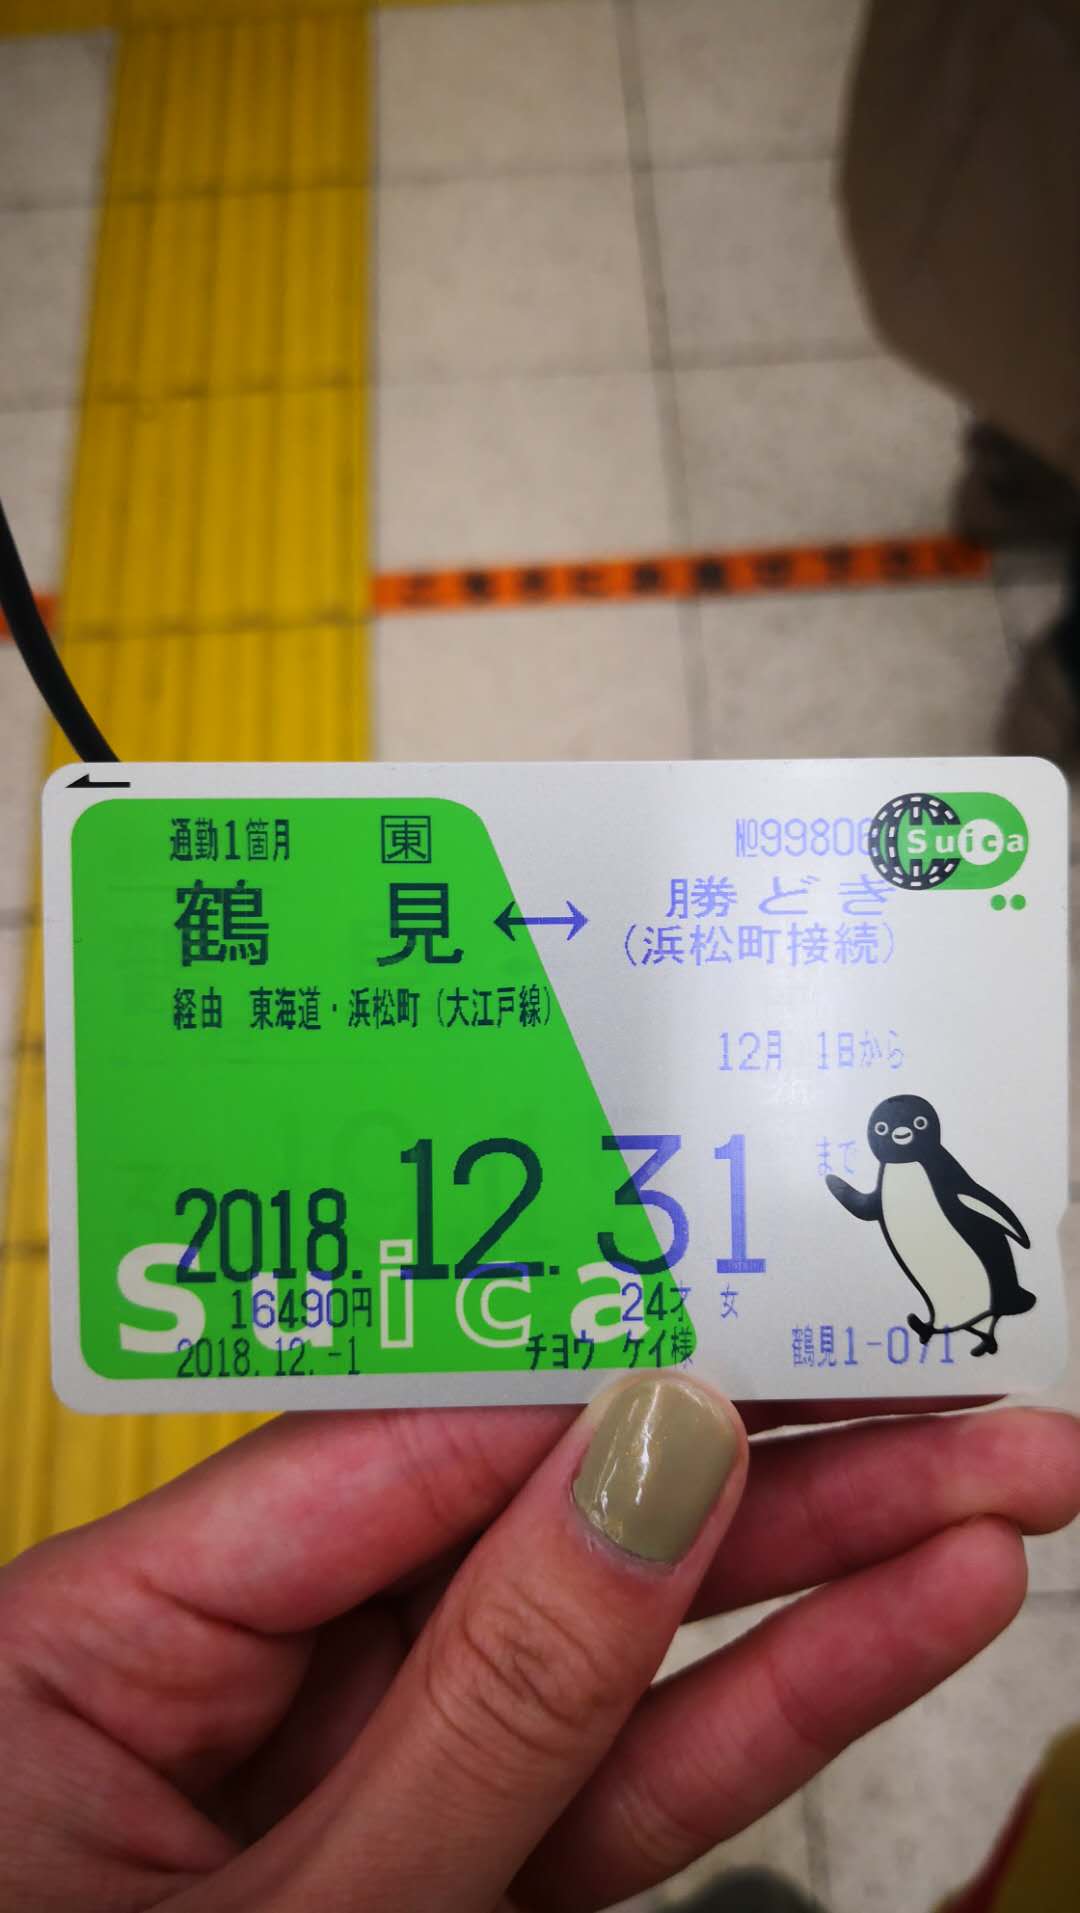 通勤1箇月 東 №99806
Suica
鶴見↔勝どき
(浜松町接続)
経由 東海道・浜松町(大江戸線)
12月 1日から
2018.12.31まで
Suica
16490円 24才 女
2018.12.-1 チヨウ ケイ様 鶴見1-071